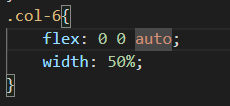 .col-6{
flex: 0 0 auto;
width: 50%;
}